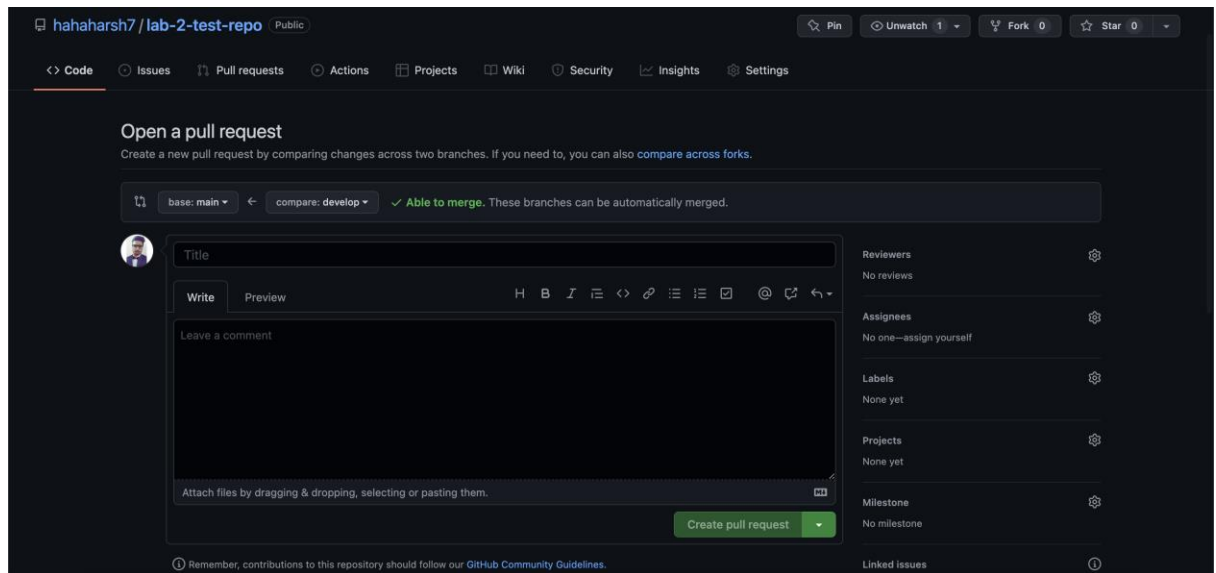 hahaharsh7 / lab-2-test-repo Public Pin Unwatch 1 Fork 0 Star 0
<> Code Issues Pull requests Actions Projects Wiki Security Insights Settings
Open a pull request
Create a new pull request by comparing changes across two branches. If you need to, you can also compare across forks.
base: main ← compare: develop ✓ Able to merge. These branches can be automatically merged.
Title
Write Preview H B I <> @
Leave a comment
Attach files by dragging & dropping, selecting or pasting them.
Create pull request
Remember, contributions to this repository should follow our GitHub Community Guidelines.
Reviewers
No reviews
Assignees
No one—assign yourself
Labels
None yet
Projects
None yet
Milestone
No milestone
Linked issues